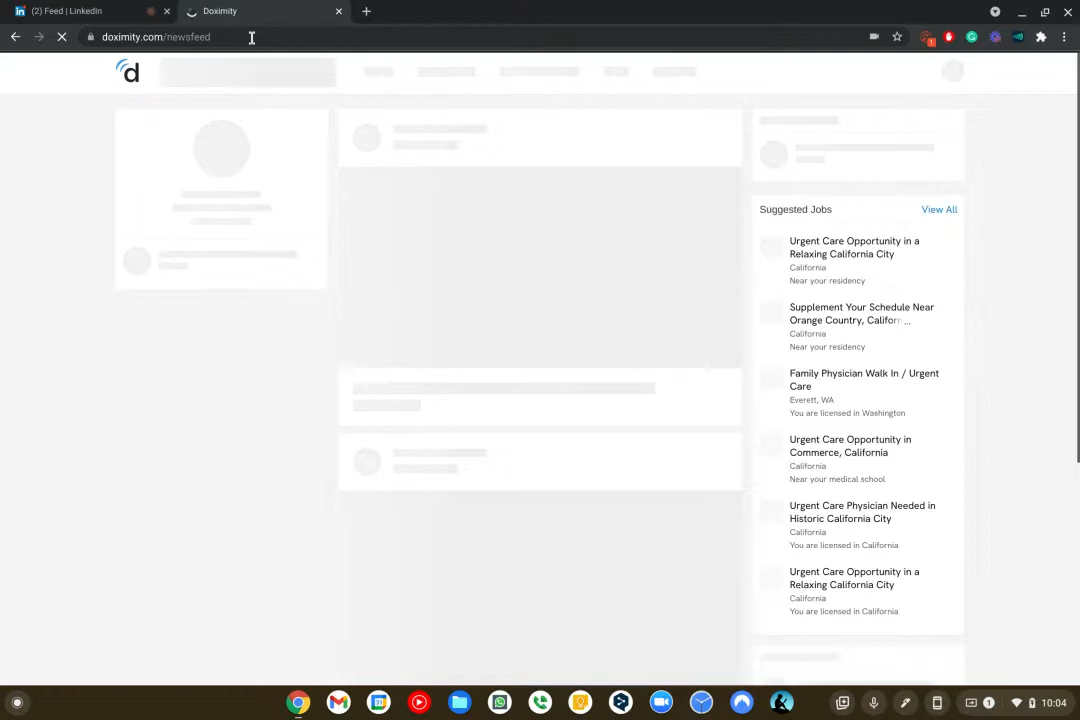 (2) Feed | LinkedIn
Doximity
doximity.com/newsfeed
1
d
Suggested Jobs
View All
Urgent Care Opportunity in a
Relaxing California City
California
Near your residency
Supplement Your Schedule Near
Orange Country, Californ...
California
Near your residency
Family Physician Walk In / Urgent
Care
Everett, WA
You are licensed in Washington
Urgent Care Opportunity in
Commerce, California
California
Near your medical school
Urgent Care Physician Needed in
Historic California City
California
You are licensed in California
Urgent Care Opportunity in a
Relaxing California City
California
You are licensed in California
1
10:04